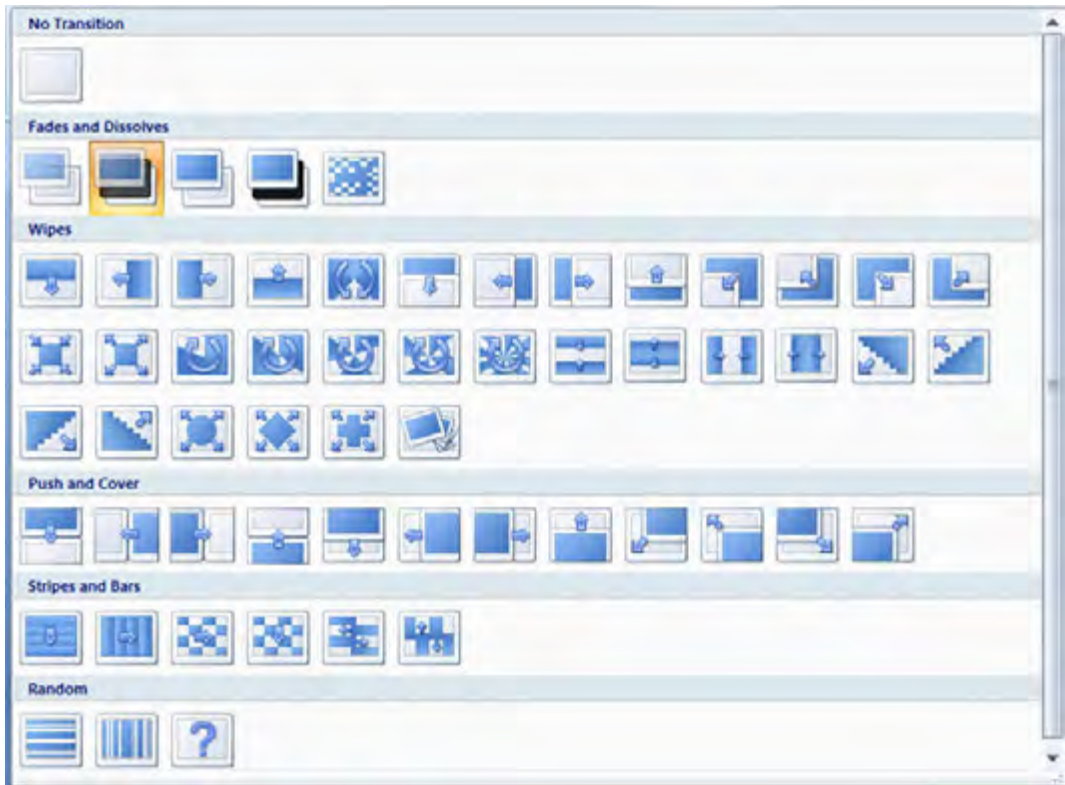 No Transition
Fades and Dissolves
Wipes
Push and Cover
Stripes and Bars
Random
?